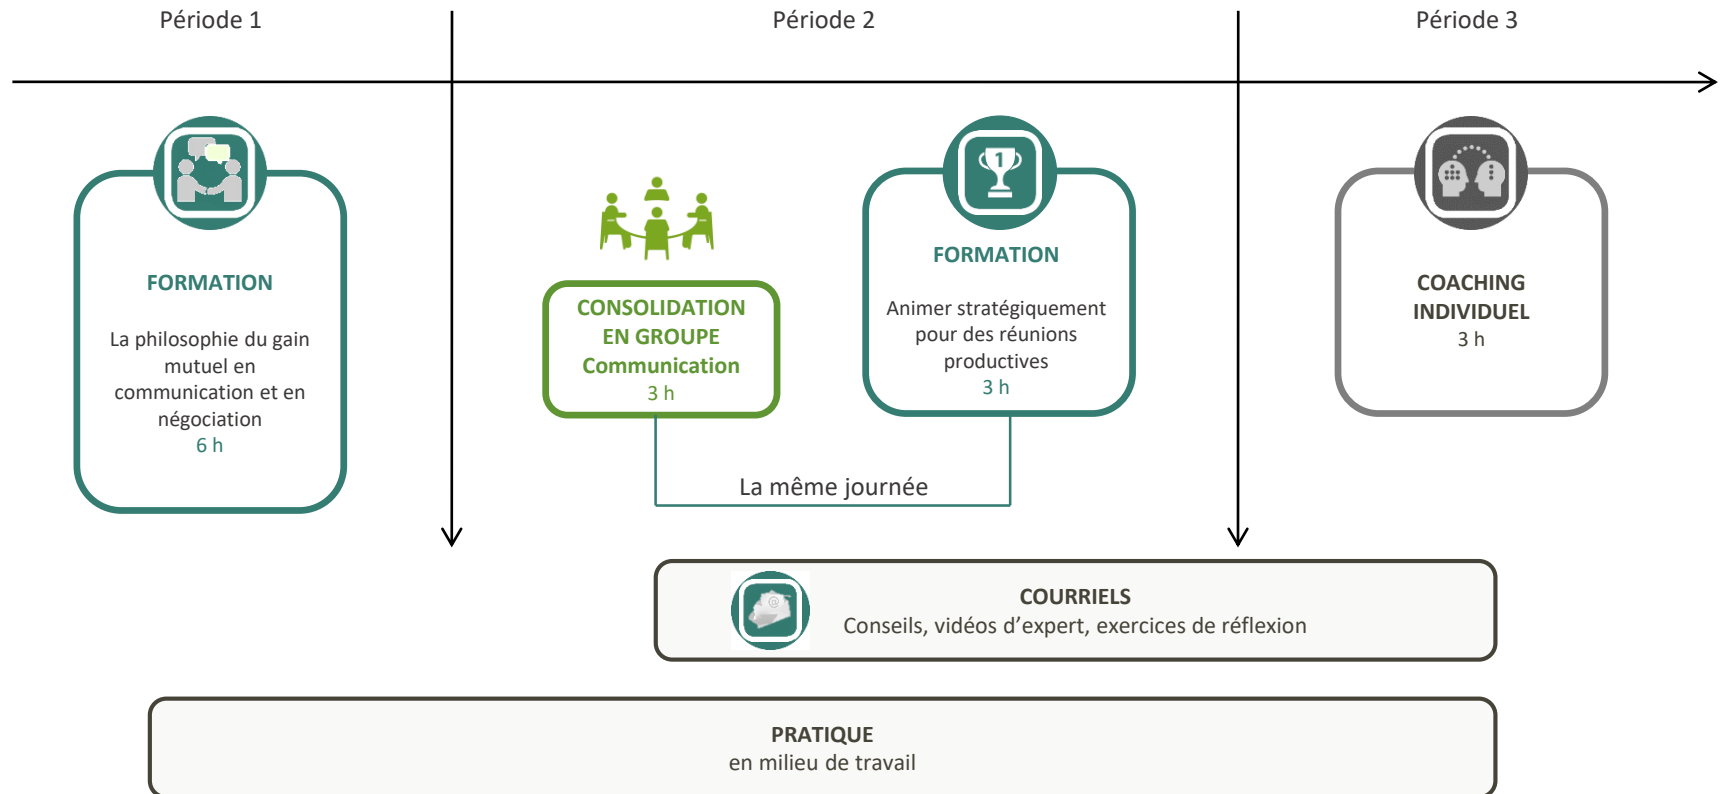 Période 1
Période 2
Période 3
FORMATION
La philosophie du gain
mutuel en
communication et en
négociation
6 h
CONSOLIDATION
EN GROUPE
Communication
3 h
1
FORMATION
Animer stratégiquement
pour des réunions
productives
3 h
La même journée
COACHING
INDIVIDUEL
3 h
@
COURRIELS
Conseils, vidéos d’expert, exercices de réflexion
PRATIQUE
en milieu de travail